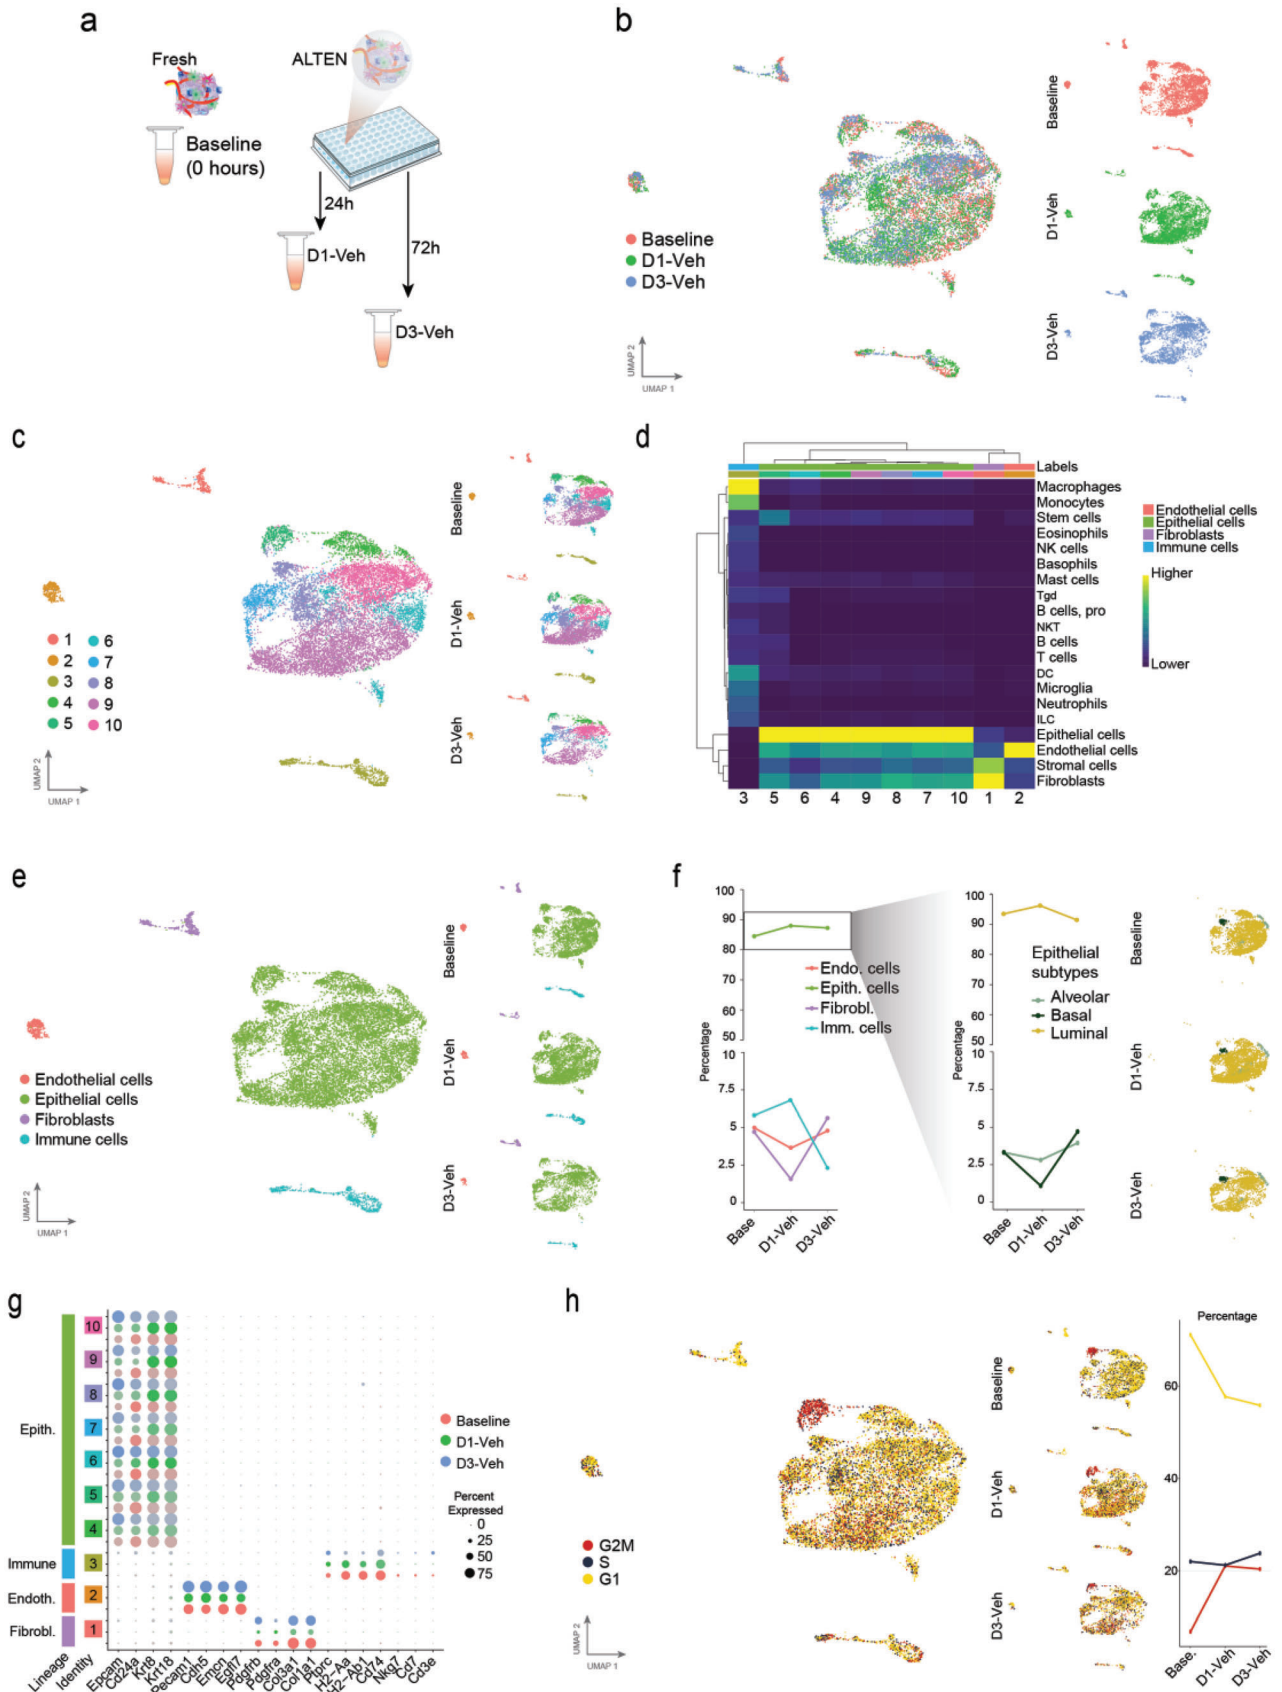 a
Fresh
ALTEN
Baseline
(0 hours)
24h
D1-Veh
72h
D3-Veh
b
Baseline
D1-Veh
D3-Veh
UMAP 2
UMAP 1
Baseline
D1-Veh
D3-Veh
c
1
2
3
4
5
6
7
8
9
10
UMAP 2
UMAP 1
Baseline
D1-Veh
D3-Veh
d
Labels
Macrophages
Monocytes
Stem cells
Eosinophils
NK cells
Basophils
Mast cells
Tgd
B cells, pro
NKT
B cells
T cells
DC
Microglia
Neutrophils
ILC
Epithelial cells
Endothelial cells
Stromal cells
Fibroblasts
3 5 6 4 9 8 7 10 1 2
Endothelial cells
Epithelial cells
Fibroblasts
Immune cells
Higher
Lower
e
Endothelial cells
Epithelial cells
Fibroblasts
Immune cells
UMAP 2
UMAP 1
Baseline
D1-Veh
D3-Veh
f
Percentage
100
90
80
70
60
50
10
7.5
5
2.5
0
Endo. cells
Epith. cells
Fibrobl.
Imm. cells
Base
D1-Veh
D3-Veh
Percentage
100
90
80
70
60
50
10
7.5
5
2.5
0
Epithelial
subtypes
Alveolar
Basal
Luminal
Base
D1-Veh
D3-Veh
Baseline
D1-Veh
D3-Veh
g
Epith.
10
9
8
7
6
5
4
Immune 3
Endoth. 2
Fibrobl. 1
Lineage
Identity
Epcam
Cd24a
Krt8
Krt18
Pecam1
Cdh5
Emcn
Egfl7
Pdgfrb
Pdgfra
Col3a1
Col1a1
Ptprc
H2-Aa
H2-Ab1
Cd74
Nkg7
Cd7
Cd3e
Baseline
D1-Veh
D3-Veh
Percent
Expressed
0
25
50
75
h
G2M
S
G1
UMAP 2
UMAP 1
Baseline
D1-Veh
D3-Veh
Percentage
60
40
20
Base.
D1-Veh
D3-Veh